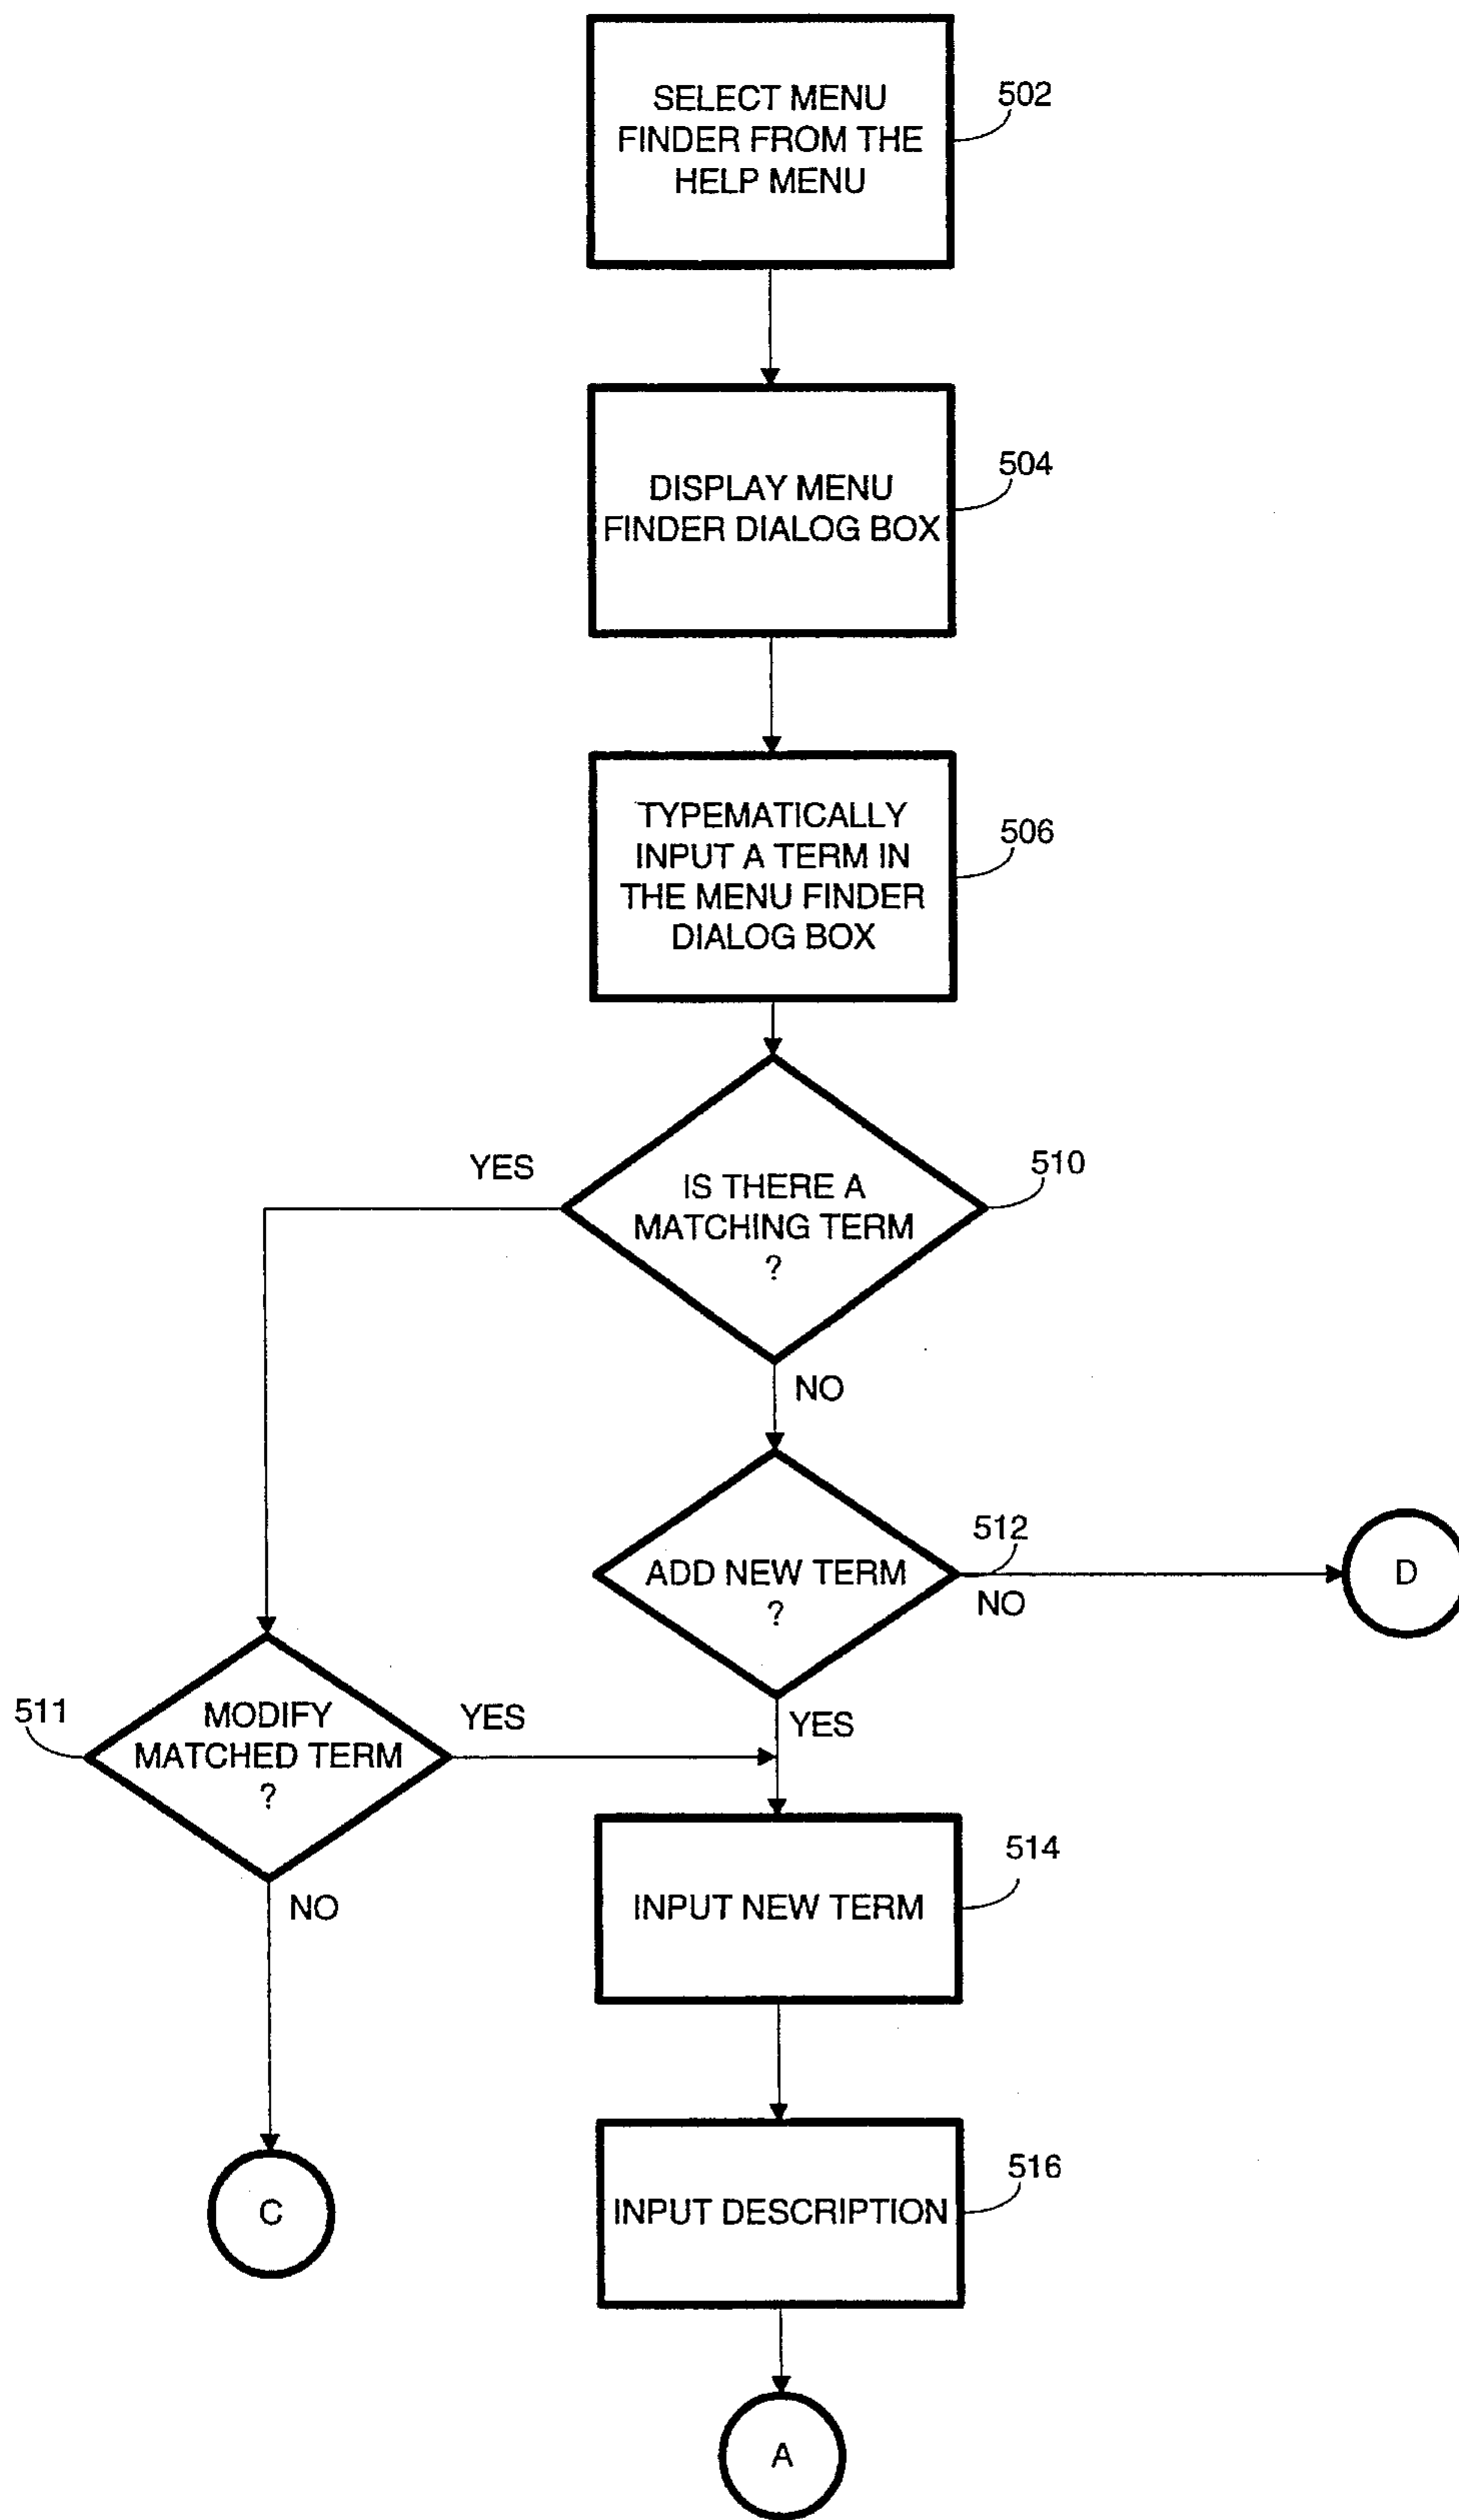 SELECT MENU
FINDER FROM THE
HELP MENU
502
DISPLAY MENU
FINDER DIALOG BOX
504
TYPEMATICALLY
INPUT A TERM IN
THE MENU FINDER
DIALOG BOX
506
YES
IS THERE A
MATCHING TERM
?
510
NO
ADD NEW TERM
?
512
NO
D
YES
511
MODIFY
MATCHED TERM
?
YES
NO
INPUT NEW TERM
514
C
INPUT DESCRIPTION
516
A